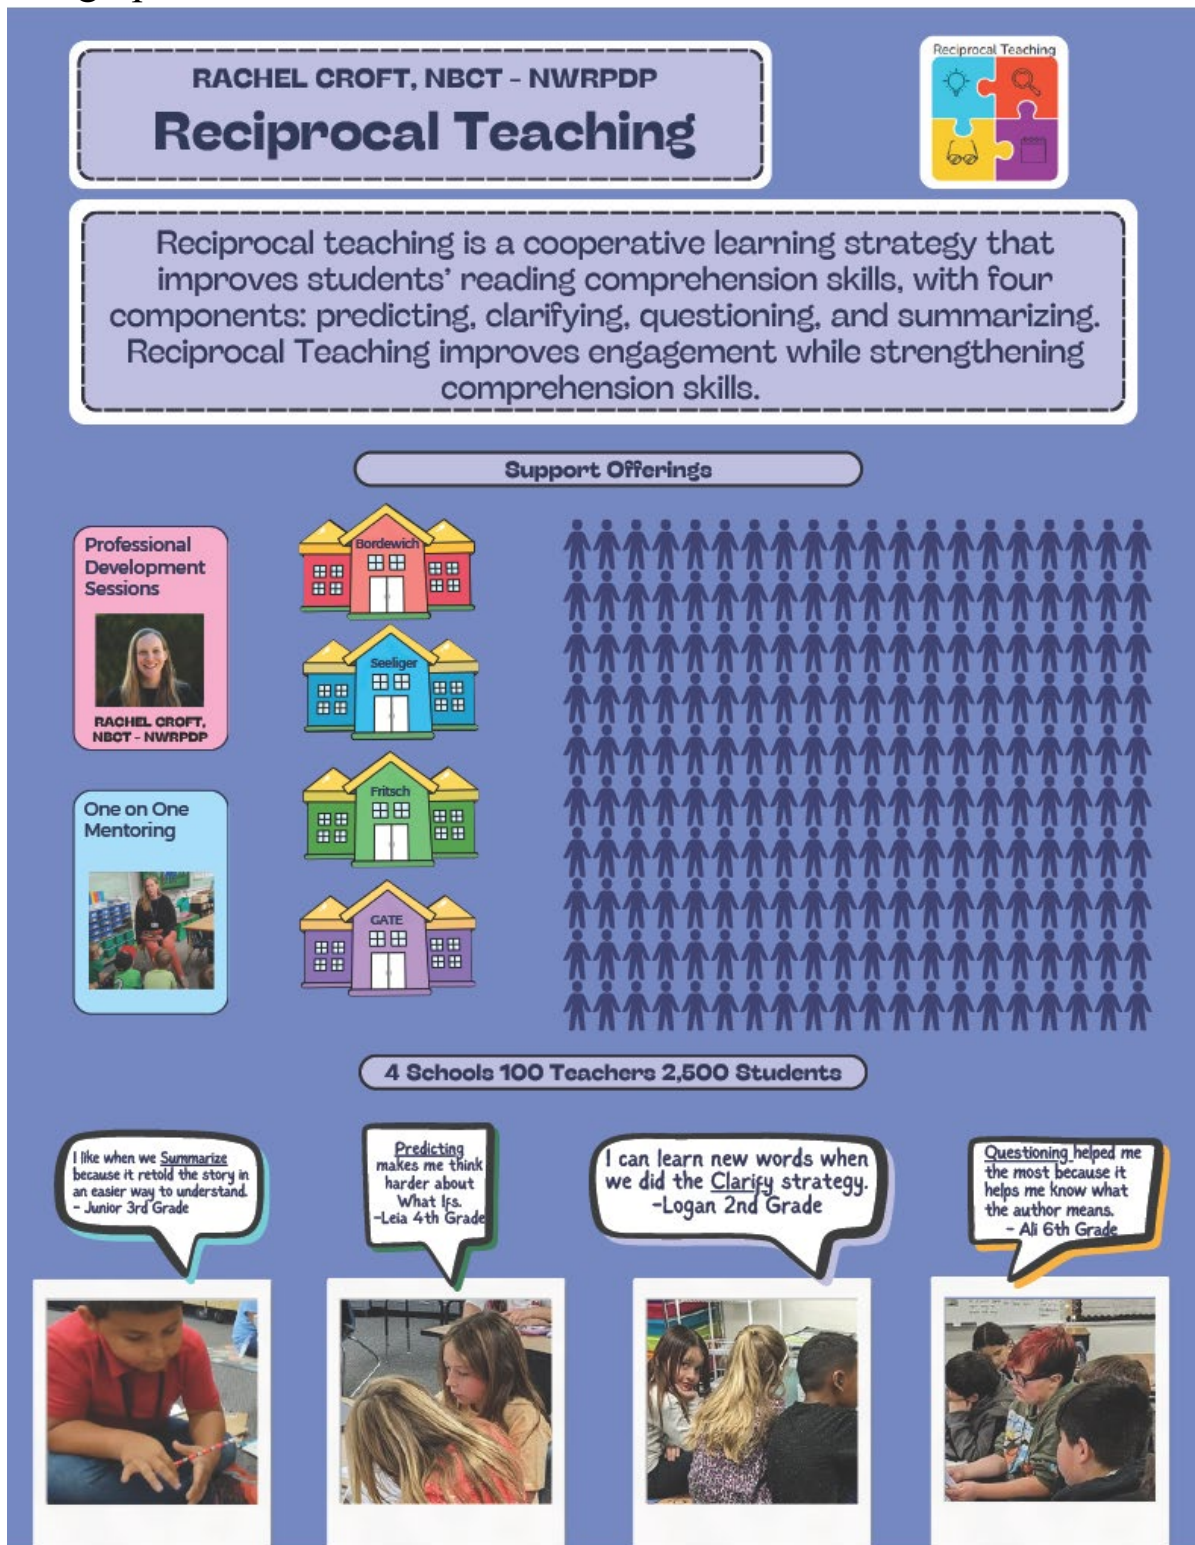 RACHEL CROFT, NBCT - NWRPDP
Reciprocal Teaching
Reciprocal Teaching
Reciprocal teaching is a cooperative learning strategy that
improves students' reading comprehension skills, with four
components: predicting, clarifying, questioning, and summarizing.
Reciprocal Teaching improves engagement while strengthening
comprehension skills.
Support Offerings
Professional
Development
Sessions
RACHEL CROFT,
NBCT - NWRPDP
One on One
Mentoring
Bordewich
Seeliger
Fritsch
GATE
4 Schools 100 Teachers 2,500 Students
I like when we Summarize
because it retold the story in
an easier way to understand.
- Junior 3rd Grade
Predicting
makes me think
harder about
What Ifs.
-Leia 4th Grade
I can learn new words when
we did the Clarify strategy.
-Logan 2nd Grade
Questioning helped me
the most because it
helps me know what
the author means.
- Ali 6th Grade